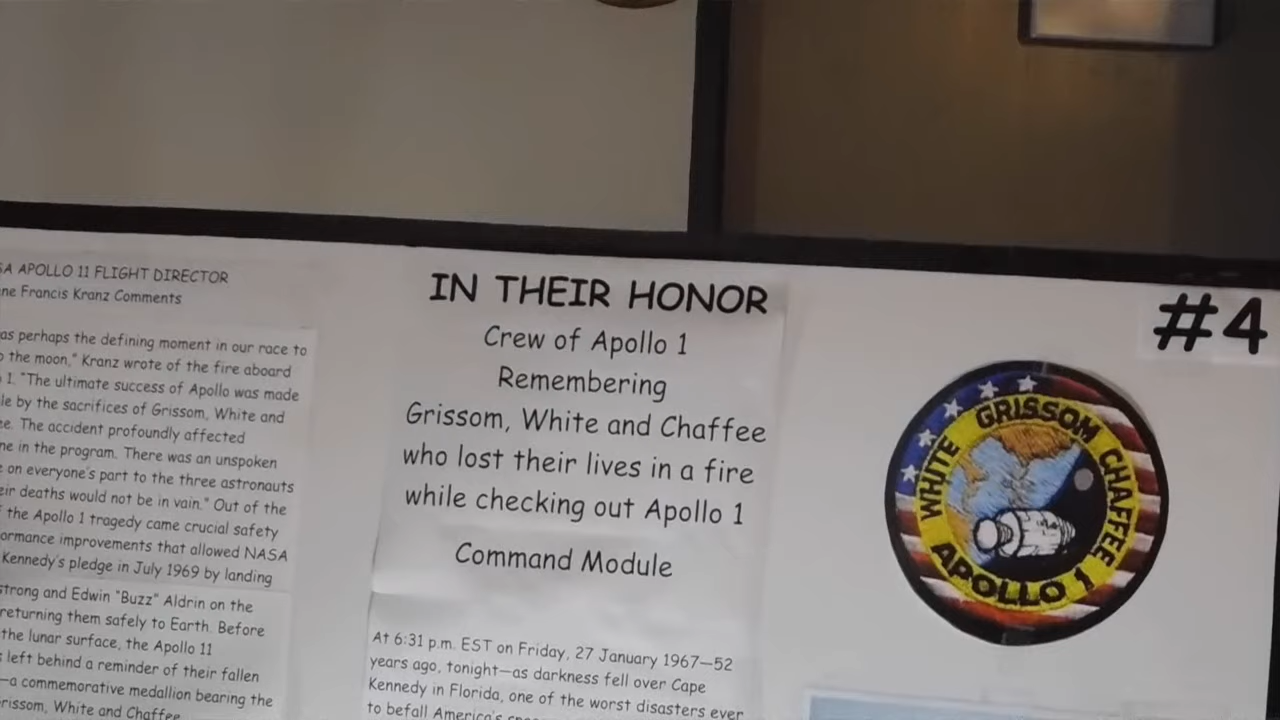 APOLLO 11 FLIGHT DIRECTOR
Francis Kranz Comments
perhaps the defining moment in our race to
the moon," Kranz wrote of the fire aboard
1. "The ultimate success of Apollo was made
by the sacrifices of Grissom, White and
The accident profoundly affected
in the program. There was an unspoken
on everyone's part to the three astronauts
deaths would not be in vain." Out of the
the Apollo 1 tragedy came crucial safety
improvements that allowed NASA
Kennedy's pledge in July 1969 by landing
and Edwin "Buzz" Aldrin on the
returning them safely to Earth. Before
the lunar surface, the Apollo 11
left behind a reminder of their fallen
—a commemorative medallion bearing the
White and Chaffee
IN THEIR HONOR
Crew of Apollo 1
Remembering
Grissom, White and Chaffee
who lost their lives in a fire
while checking out Apollo 1
Command Module
At 6:31 p.m. EST on Friday, 27 January 1967—52
years ago, tonight—as darkness fell over Cape
Kennedy in Florida, one of the worst disasters ever
to befall America's
#4
WHITE GRISSOM CHAFFEE
APOLLO 1